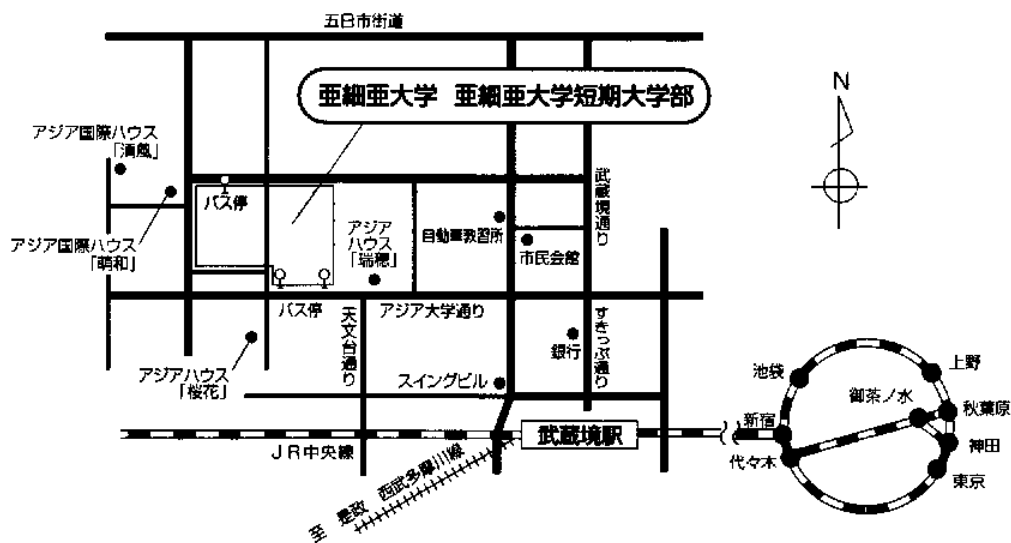 五日市街道
亜細亜大学 亜細亜大学短期大学部
N
アジア国際ハウス
「清風」
バス停
武蔵境通り
アジア国際ハウス
「萌和」
アジア
ハウス
「瑞穂」
自動車教習所
市民会館
バス停
天文台通り
アジア大学通り
すきっぷ通り
銀行
アジアハウス
「桜花」
スイングビル
武蔵境駅
JR中央線
至 是政 西武多摩川線
池袋
上野
御茶ノ水
秋葉原
新宿
代々木
神田
東京